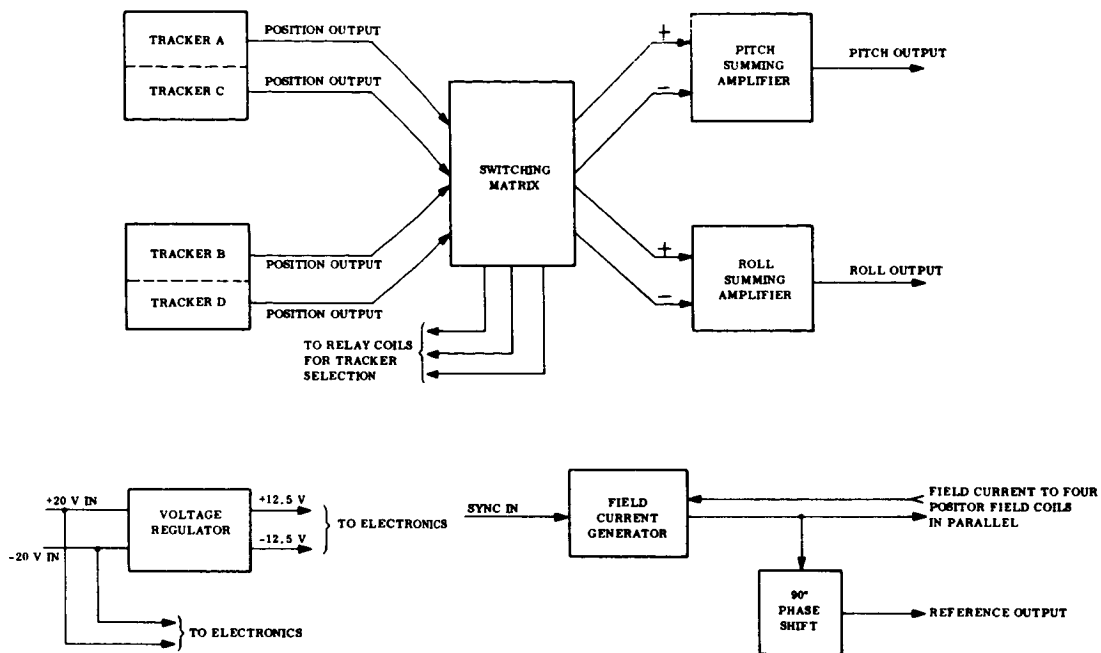 TRACKER A
POSITION OUTPUT
TRACKER C
POSITION OUTPUT
SWITCHING
MATRIX
+
−
PITCH
SUMMING
AMPLIFIER
PITCH OUTPUT
TRACKER B
POSITION OUTPUT
TRACKER D
POSITION OUTPUT
+
−
ROLL
SUMMING
AMPLIFIER
ROLL OUTPUT
TO RELAY COILS
FOR TRACKER
SELECTION
+20 V IN
-20 V IN
VOLTAGE
REGULATOR
+12.5 V
-12.5 V
TO ELECTRONICS
TO ELECTRONICS
SYNC IN
FIELD
CURRENT
GENERATOR
FIELD CURRENT TO FOUR
POSITOR FIELD COILS
IN PARALLEL
90°
PHASE
SHIFT
REFERENCE OUTPUT